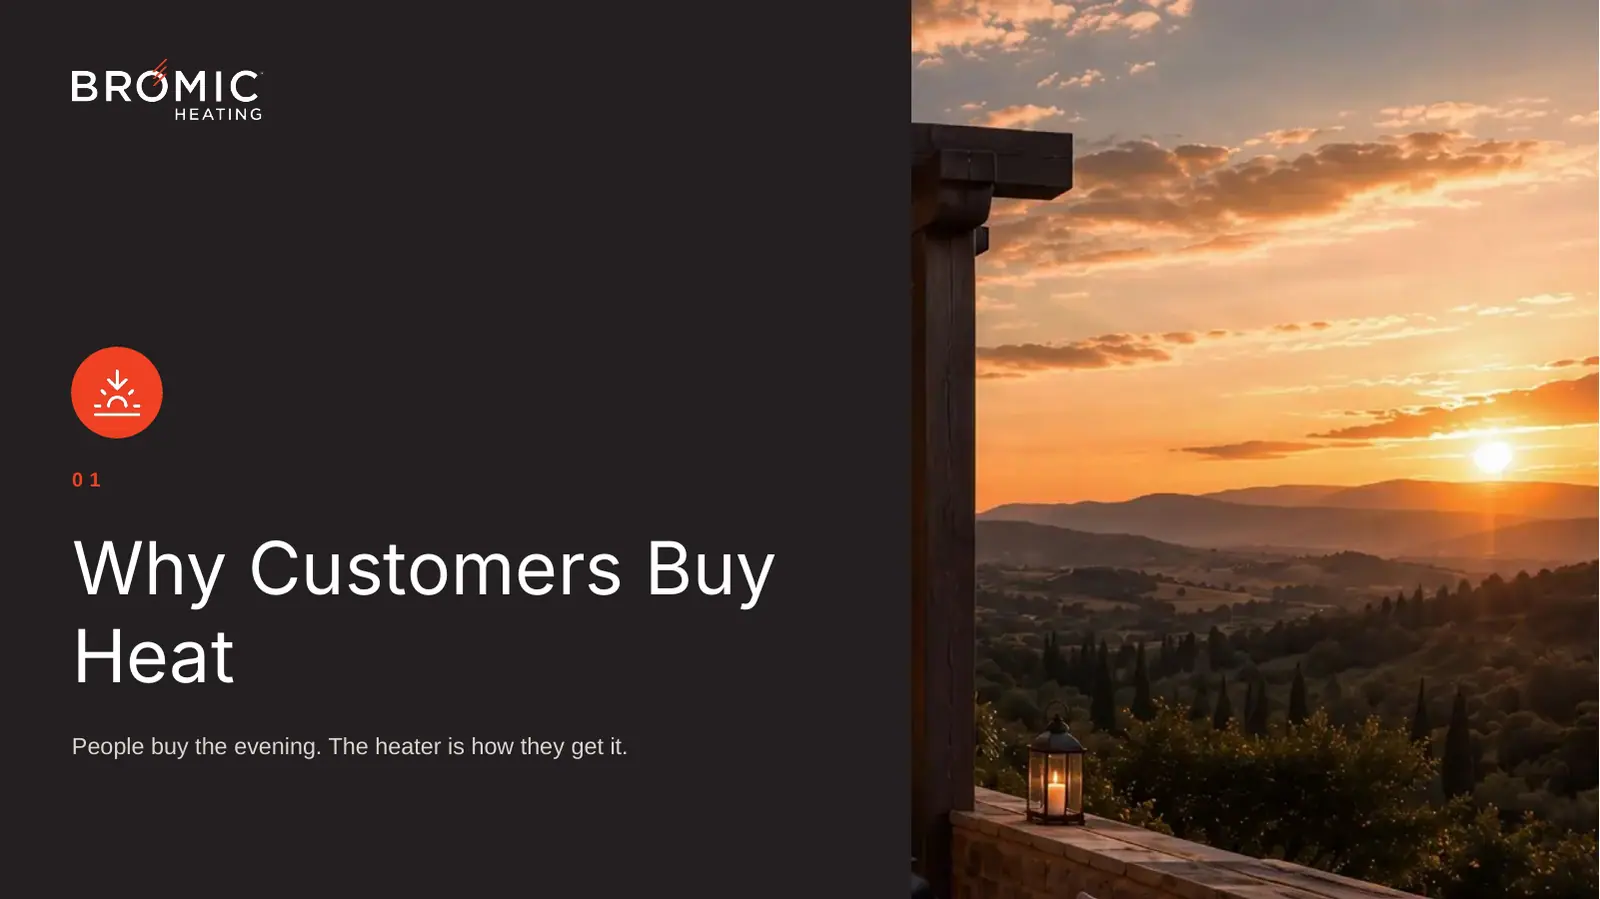 BROMIC
HEATING
01
Why Customers Buy
Heat
People buy the evening. The heater is how they get it.